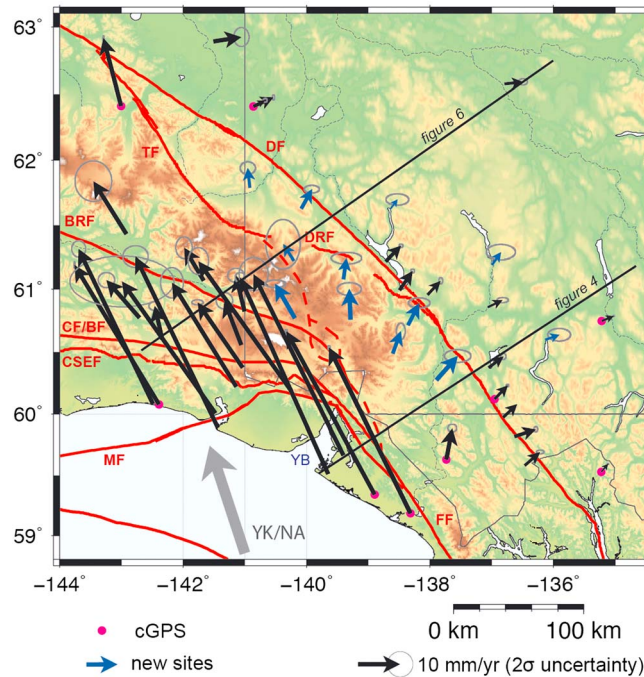 63°
62°
61°
60°
59°
figure 6
DF
TF
BRF
DRF
figure 4
CF/BF
CSEF
MF
YB
YK/NA
FF
−144
−142
−140
−138
−136
cGPS
0 km
100 km
new sites
10 mm/yr (2σ uncertainty)